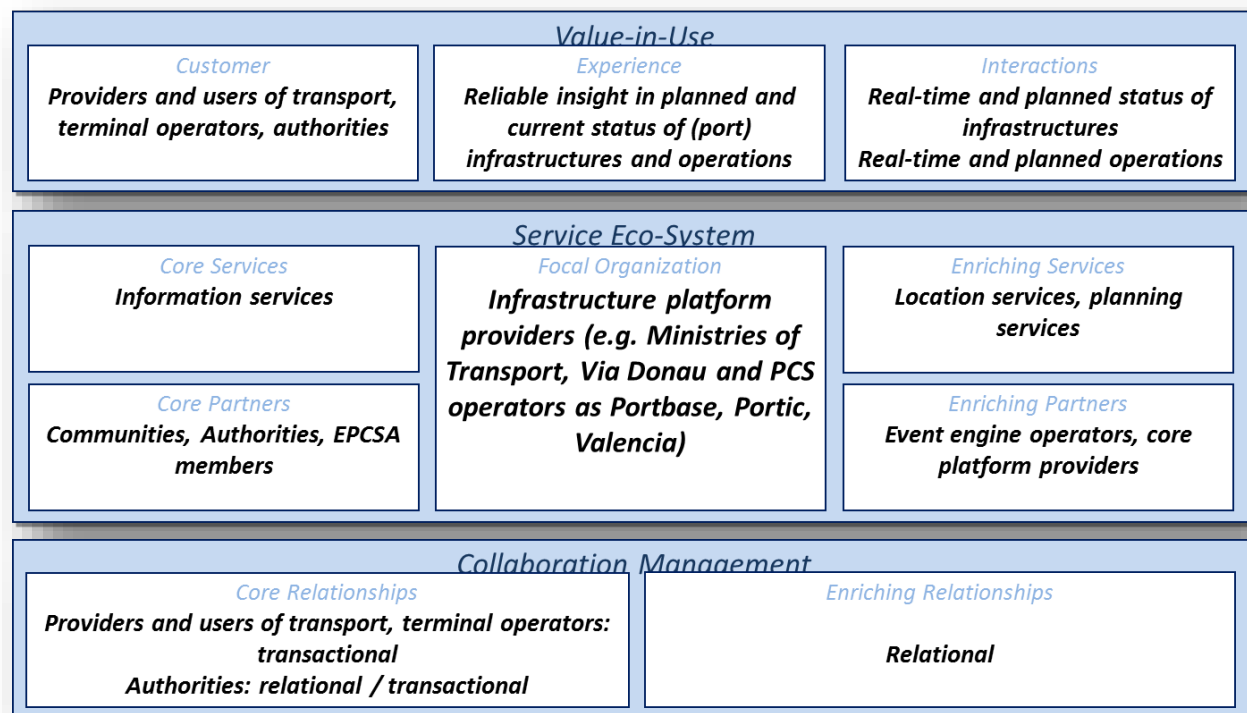 Value-in-Use
Customer
Providers and users of transport,
terminal operators, authorities
Experience
Reliable insight in planned and
current status of (port)
infrastructures and operations
Interactions
Real-time and planned status of
infrastructures
Real-time and planned operations
Service Eco-System
Core Services
Information services
Focal Organization
Infrastructure platform
providers (e.g. Ministries of
Transport, Via Donau and PCS
operators as Portbase, Portic,
Valencia)
Enriching Services
Location services, planning
services
Core Partners
Communities, Authorities, EPCSA
members
Enriching Partners
Event engine operators, core
platform providers
Collaboration Management
Core Relationships
Providers and users of transport, terminal operators:
transactional
Authorities: relational / transactional
Enriching Relationships
Relational